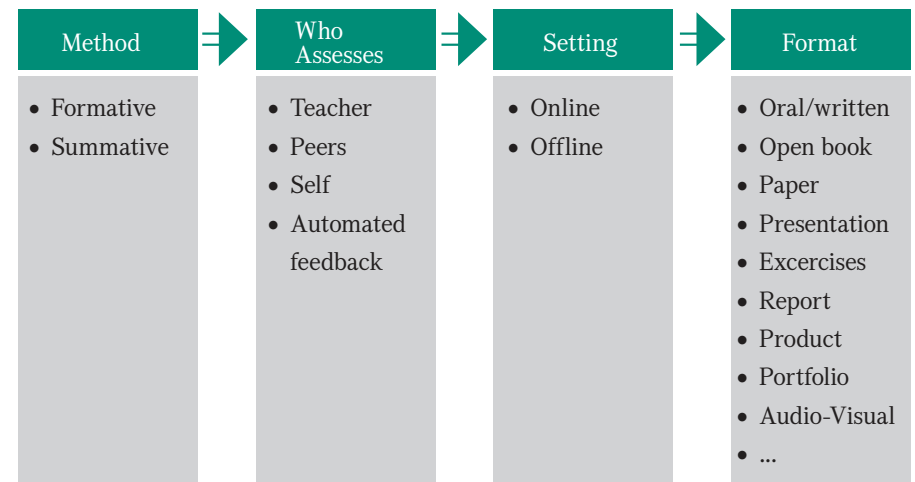 Method
Who
Assesses
Setting
Format
• Formative
• Summative
• Teacher
• Peers
• Self
• Automated
feedback
• Online
• Offline
• Oral/written
• Open book
• Paper
• Presentation
• Excercises
• Report
• Product
• Portfolio
• Audio-Visual
• ...